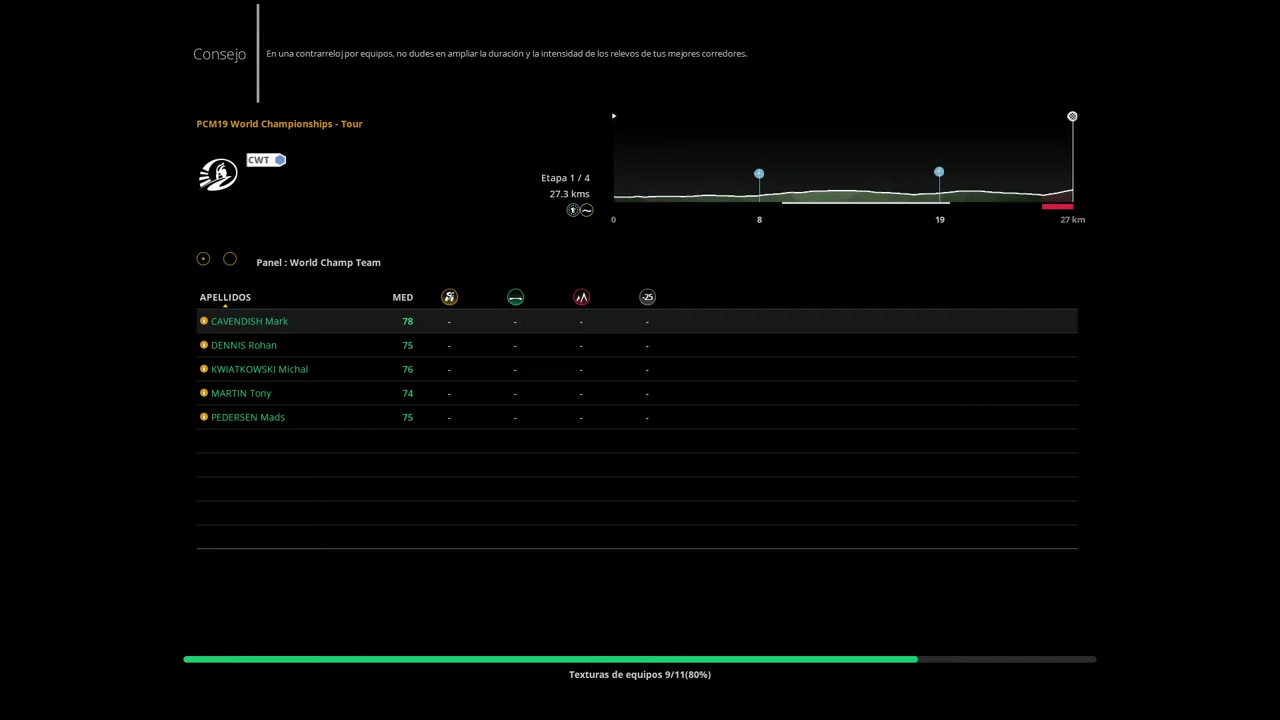 Consejo
En una contrarreloj por equipos, no dudes en ampliar la duración y la intensidad de los relevos de tus mejores corredores.
PCM19 World Championships - Tour
CWT
Etapa 1 / 4
27.3 kms
0 8 19 27 km
Panel : World Champ Team
APELLIDOS MED -25
CAVENDISH Mark 78 - - - -
DENNIS Rohan 75 - - - -
KWIATKOWSKI Michal 76 - - - -
MARTIN Tony 74 - - - -
PEDERSEN Mads 75 - - - -
Texturas de equipos 9/11(80%)